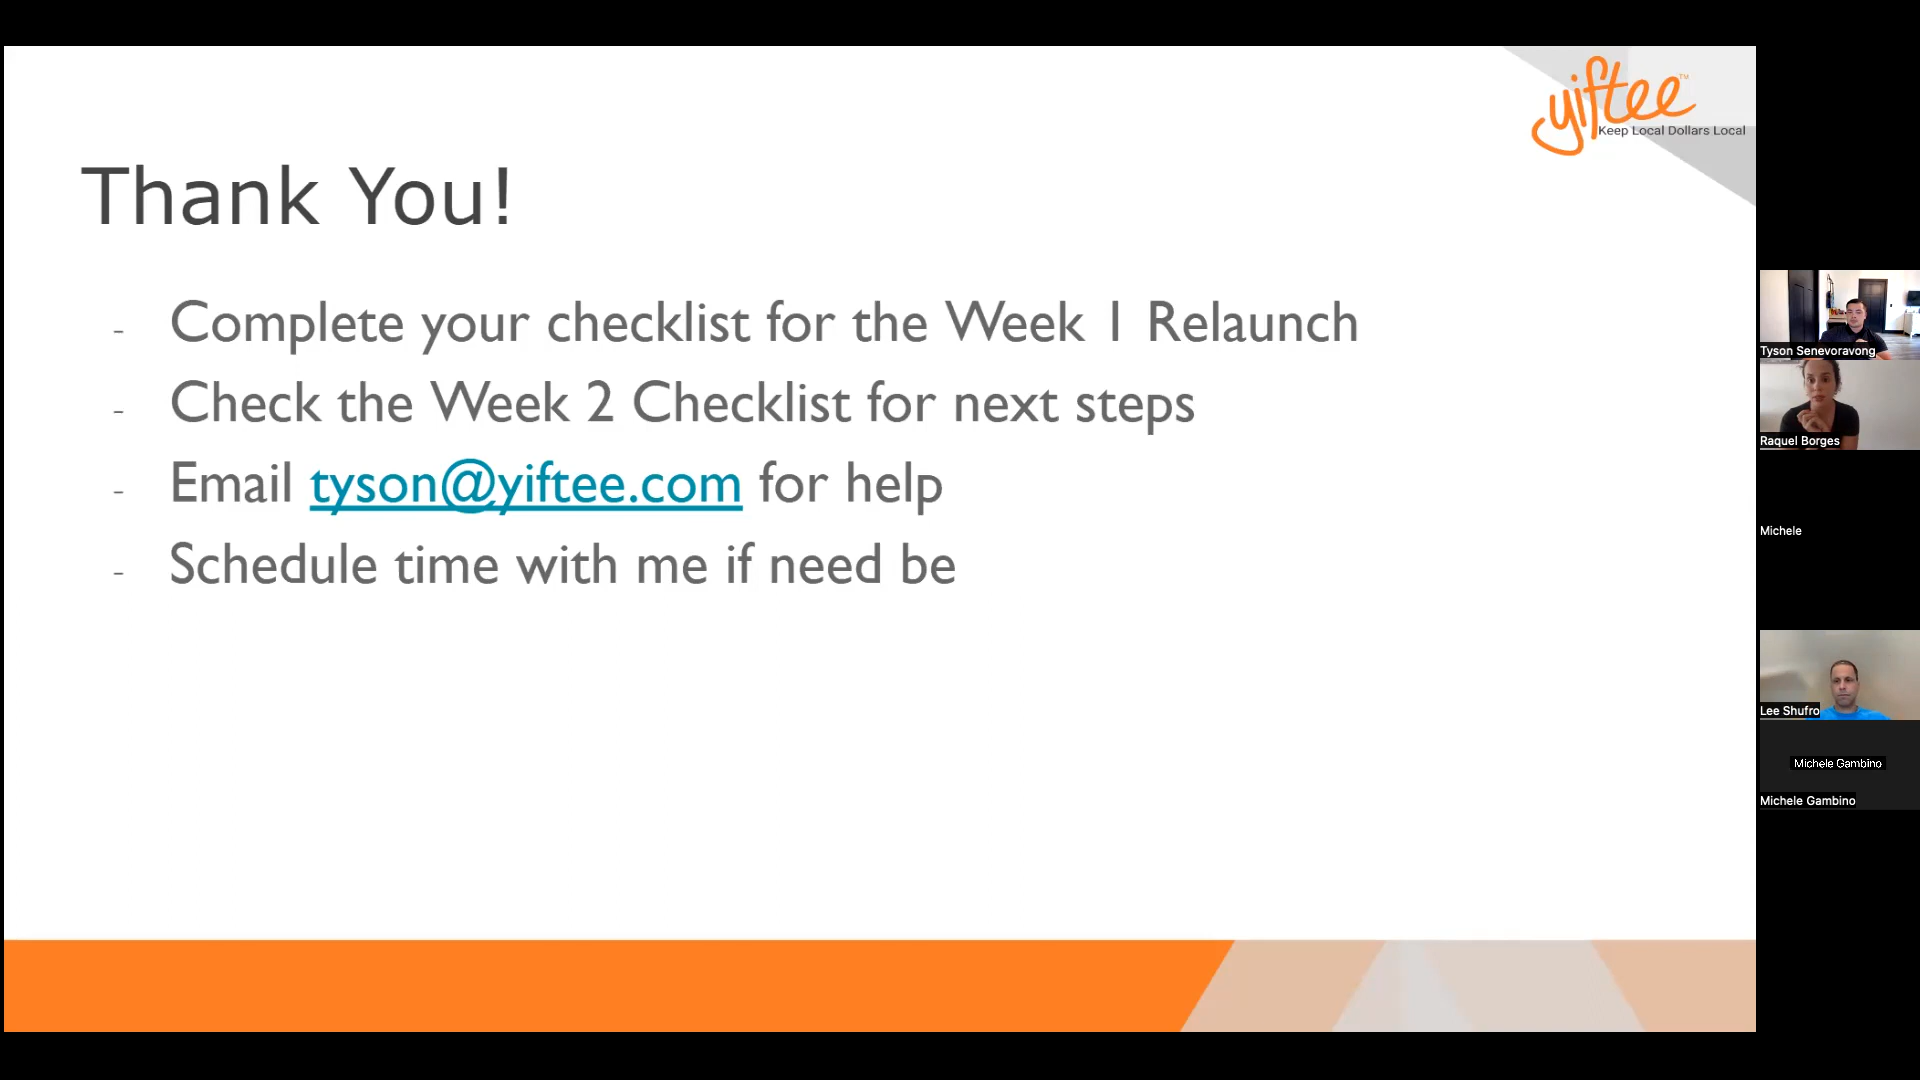 yiftee™
Keep Local Dollars Local
Thank You!
- Complete your checklist for the Week 1 Relaunch
- Check the Week 2 Checklist for next steps
- Email tyson@yiftee.com for help
- Schedule time with me if need be
Tyson Senevoravong
Raquel Borges
Michele
Lee Shufro
Michele Gambino
Michele Gambino